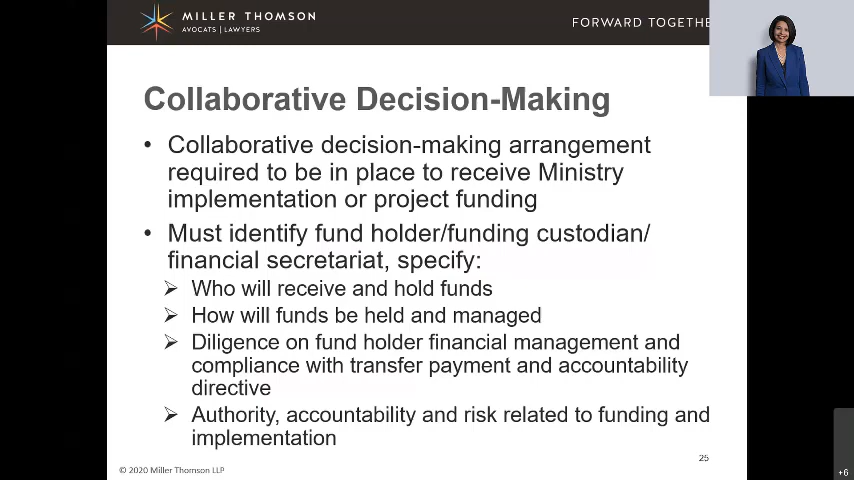 MILLER THOMSON
AVOCATS | LAWYERS
FORWARD TOGETHE
Collaborative Decision-Making
• Collaborative decision-making arrangement
required to be in place to receive Ministry
implementation or project funding
• Must identify fund holder/funding custodian/
financial secretariat, specify:
➢ Who will receive and hold funds
➢ How will funds be held and managed
➢ Diligence on fund holder financial management and
compliance with transfer payment and accountability
directive
➢ Authority, accountability and risk related to funding and
implementation
25
© 2020 Miller Thomson LLP
+6